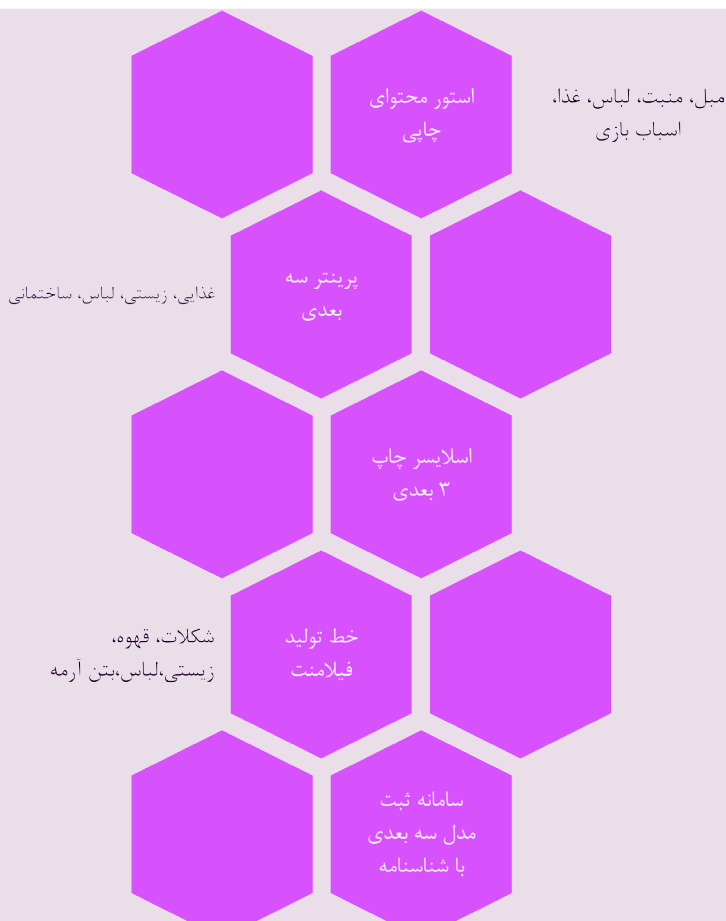 استور محتوای
چاپی
مبل، منبت، لباس، غذا،
اسباب بازی
پرینتر سه
بعدی
غذایی، زیستی، لباس، ساختمانی
اسلایسر چاپ
۳ بعدی
خط تولید
فیلامنت
شکلات، قهوه،
زیستی،لباس،بتن آرمه
سامانه ثبت
مدل سه بعدی
با شناسنامه